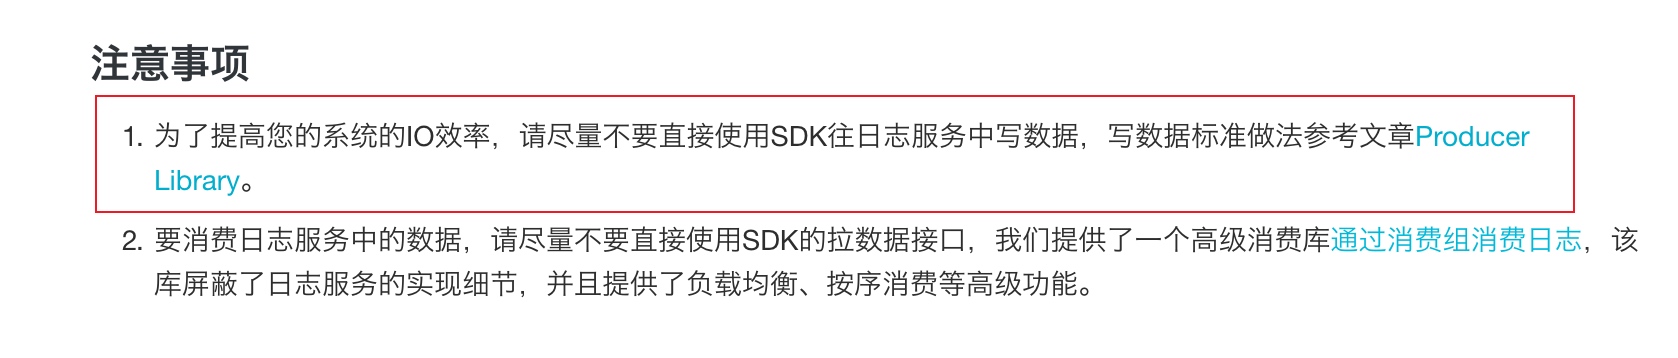 注意事项
1. 为了提高您的系统的IO效率，请尽量不要直接使用SDK往日志服务中写数据，写数据标准做法参考文章Producer
Library。
2. 要消费日志服务中的数据，请尽量不要直接使用SDK的拉数据接口，我们提供了一个高级消费库通过消费组消费日志，该
库屏蔽了日志服务的实现细节，并且提供了负载均衡、按序消费等高级功能。